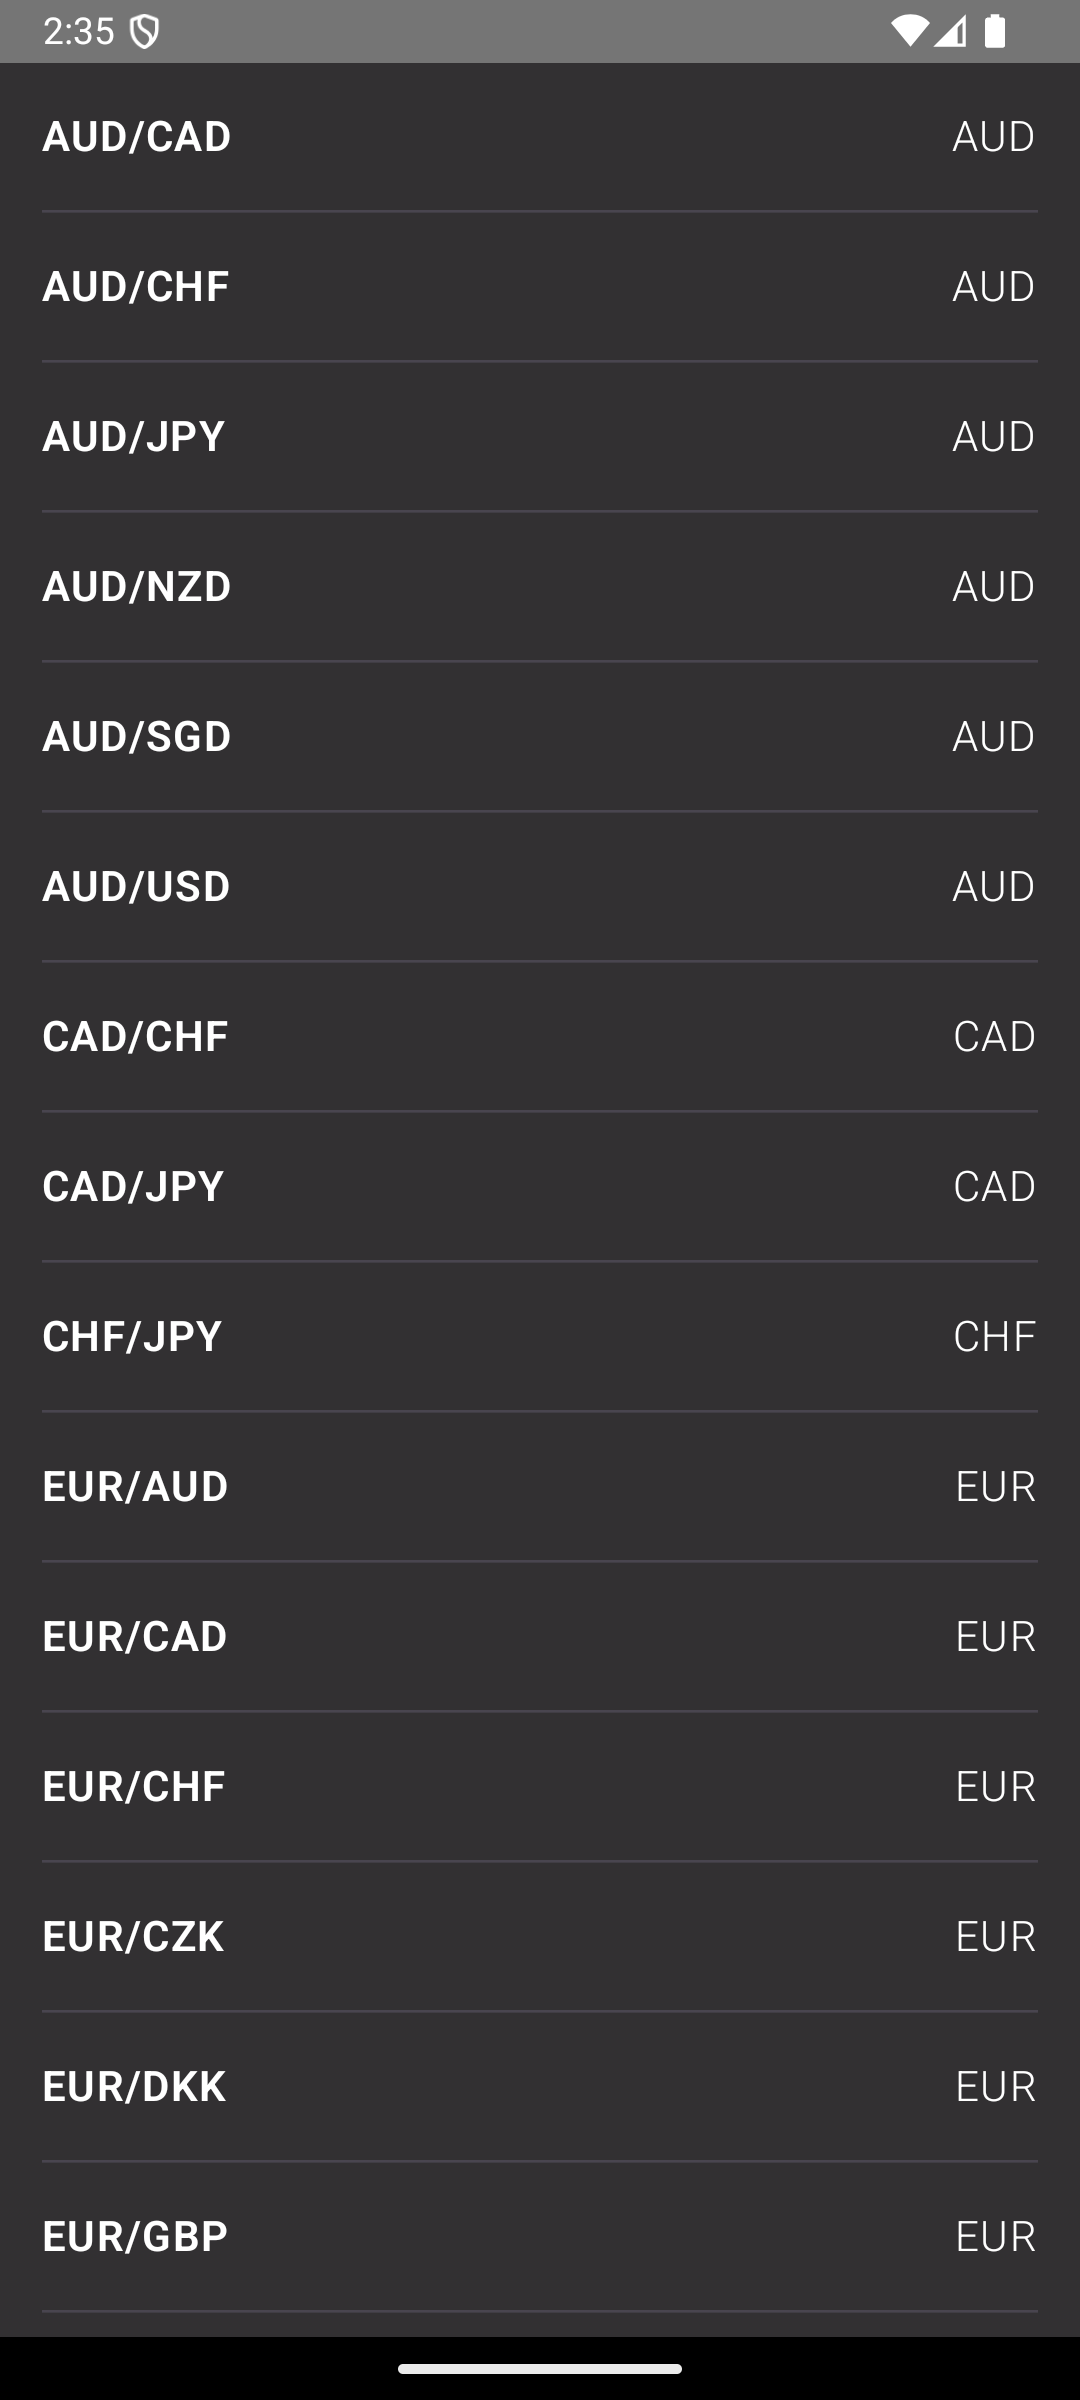 2:35
AUD/CAD AUD
AUD/CHF AUD
AUD/JPY AUD
AUD/NZD AUD
AUD/SGD AUD
AUD/USD AUD
CAD/CHF CAD
CAD/JPY CAD
CHF/JPY CHF
EUR/AUD EUR
EUR/CAD EUR
EUR/CHF EUR
EUR/CZK EUR
EUR/DKK EUR
EUR/GBP EUR